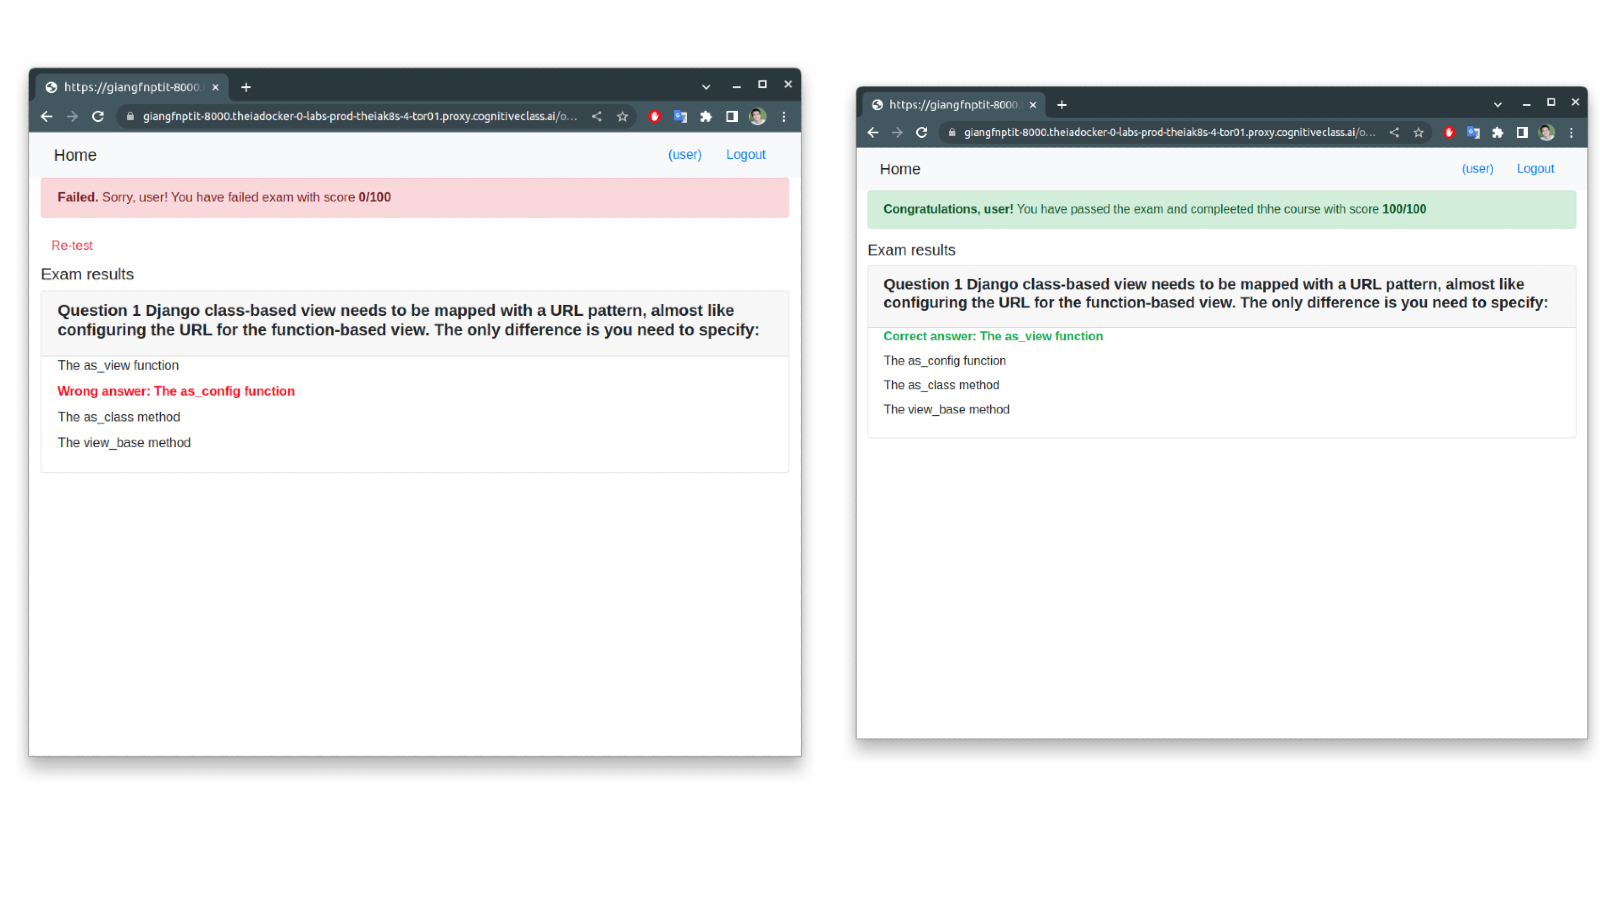 https://giangfnptit-8000.
giangfnptit-8000.theiadocker-0-labs-prod-theiak8s-4-tor01.proxy.cognitiveclass.ai/o...
Home
(user)
Logout
Failed. Sorry, user! You have failed exam with score 0/100
Re-test
Exam results
Question 1 Django class-based view needs to be mapped with a URL pattern, almost like
configuring the URL for the function-based view. The only difference is you need to specify:
The as_view function
Wrong answer: The as_config function
The as_class method
The view_base method
https://giangfnptit-8000.
giangfnptit-8000.theiadocker-0-labs-prod-theiak8s-4-tor01.proxy.cognitiveclass.ai/o...
Home
(user)
Logout
Congratulations, user! You have passed the exam and compleeted thhe course with score 100/100
Exam results
Question 1 Django class-based view needs to be mapped with a URL pattern, almost like
configuring the URL for the function-based view. The only difference is you need to specify:
Correct answer: The as_view function
The as_config function
The as_class method
The view_base method